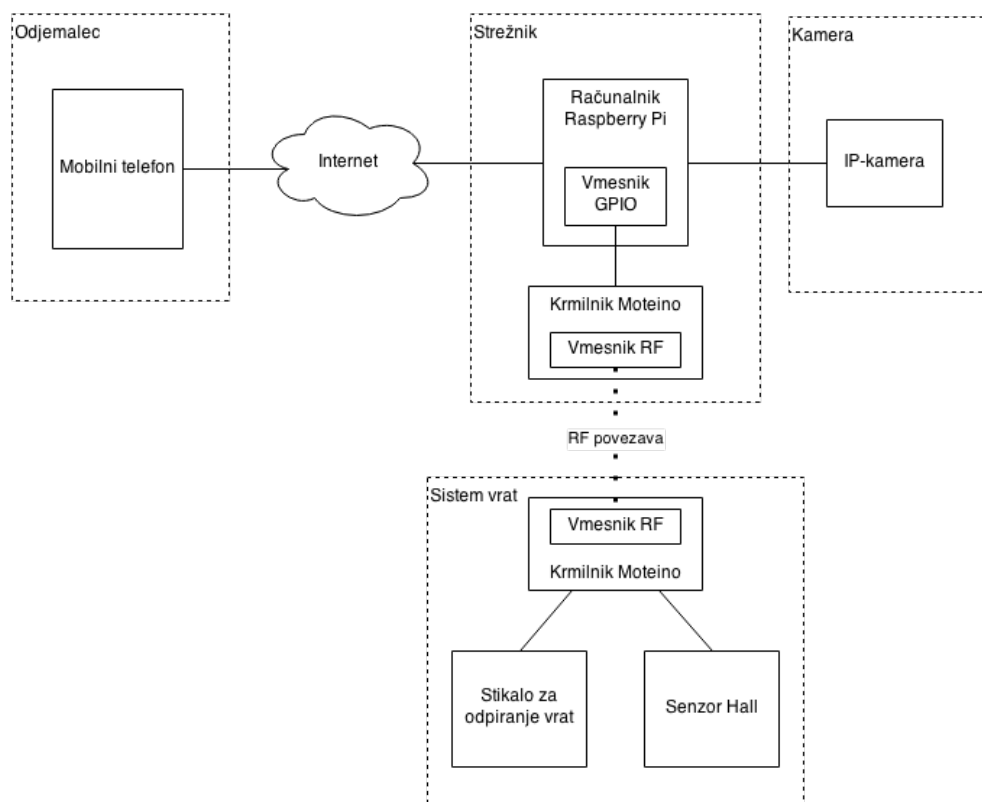 Odjemalec
Strežnik
Kamera
Mobilni telefon
Internet
Računalnik
Raspberry Pi
Vmesnik
GPIO
IP-kamera
Krmilnik Moteino
Vmesnik RF
RF povezava
Sistem vrat
Vmesnik RF
Krmilnik Moteino
Stikalo za
odpiranje vrat
Senzor Hall